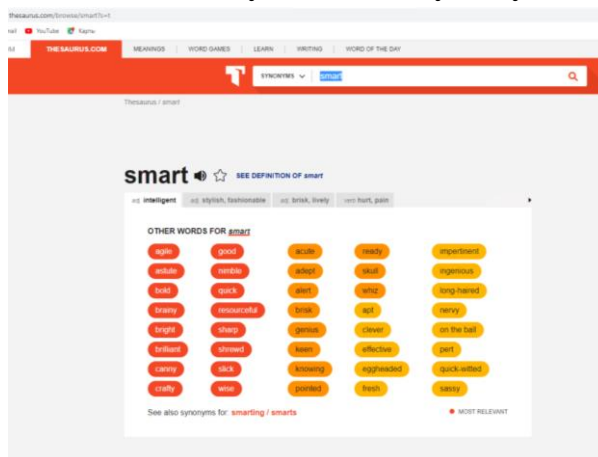 thesaurus.com/browse/smart?s=t
YouTube Карты
THESAURUS.COM MEANINGS WORD GAMES LEARN WRITING WORD OF THE DAY
SYNONYMS smart
Thesaurus / smart
smart SEE DEFINITION OF smart
adj intelligent adj stylish, fashionable adj brisk, lively verb hurt, pain
OTHER WORDS FOR smart
agile good acute ready impertinent
astute nimble adept skull ingenious
bold quick alert whiz long-haired
brainy resourceful brisk apt nervy
bright sharp genius clever on the ball
brilliant shrewd keen effective pert
canny slick knowing eggheaded quick-witted
crafty wise pointed fresh sassy
See also synonyms for: smarting / smarts MOST RELEVANT